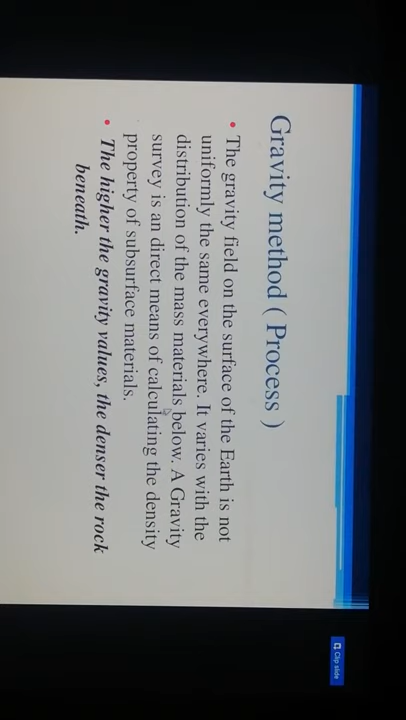 Gravity method ( Process )
• The gravity field on the surface of the Earth is not
uniformly the same everywhere. It varies with the
distribution of the mass materials below. A Gravity
survey is an direct means of calculating the density
property of subsurface materials.
• The higher the gravity values, the denser the rock
beneath.
Clip slide